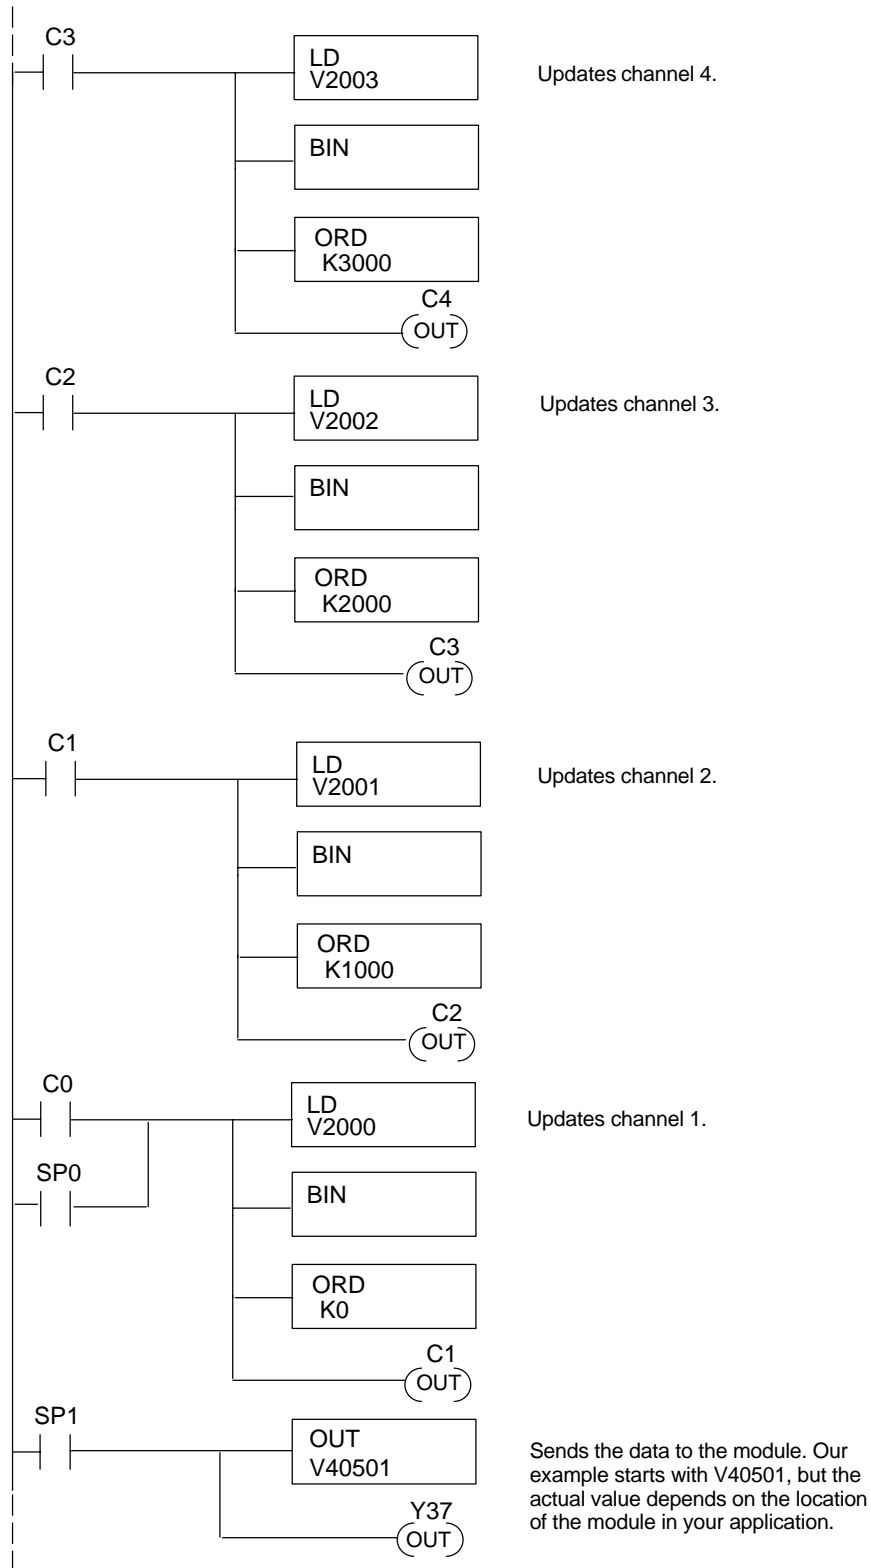 C3
LD
V2003
Updates channel 4.
BIN
ORD
K3000
C4
OUT
C2
LD
V2002
Updates channel 3.
BIN
ORD
K2000
C3
OUT
C1
LD
V2001
Updates channel 2.
BIN
ORD
K1000
C2
OUT
C0
LD
V2000
Updates channel 1.
SP0
BIN
ORD
K0
C1
OUT
SP1
OUT
V40501
Sends the data to the module. Our
example starts with V40501, but the
actual value depends on the location
of the module in your application.
Y37
OUT